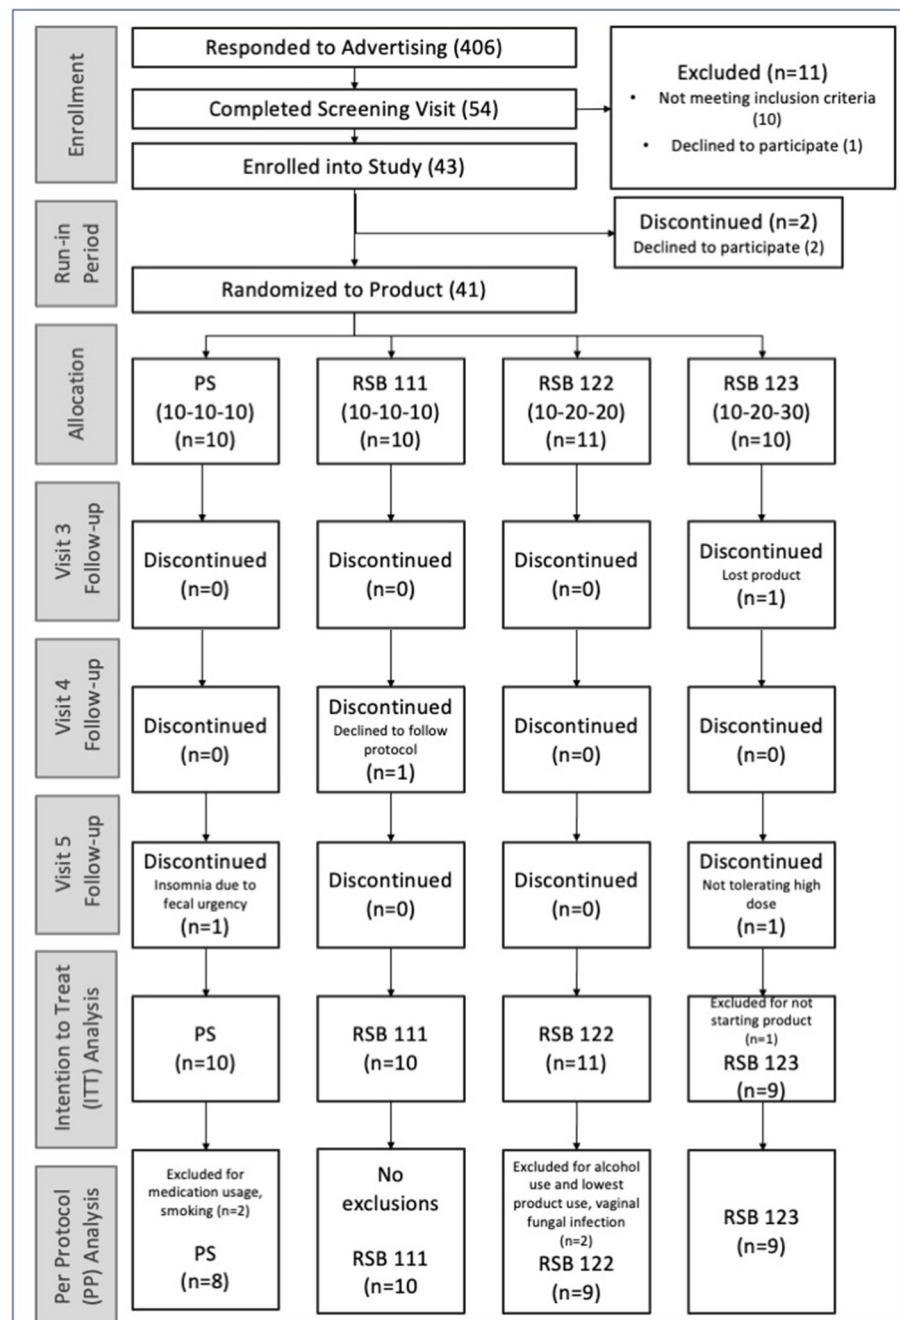 Enrollment
Responded to Advertising (406)
Completed Screening Visit (54)
Enrolled into Study (43)
Excluded (n=11)
• Not meeting inclusion criteria
(10)
• Declined to participate (1)
Run-in
Period
Discontinued (n=2)
Declined to participate (2)
Randomized to Product (41)
Allocation
PS
(10-10-10)
(n=10)
RSB 111
(10-10-10)
(n=10)
RSB 122
(10-20-20)
(n=11)
RSB 123
(10-20-30)
(n=10)
Visit 3
Follow-up
Discontinued
(n=0)
Discontinued
(n=0)
Discontinued
(n=0)
Discontinued
Lost product
(n=1)
Visit 4
Follow-up
Discontinued
(n=0)
Discontinued
Declined to follow
protocol
(n=1)
Discontinued
(n=0)
Discontinued
(n=0)
Visit 5
Follow-up
Discontinued
Insomnia due to
fecal urgency
(n=1)
Discontinued
(n=0)
Discontinued
(n=0)
Discontinued
Not tolerating high
dose
(n=1)
Intention to Treat
(ITT) Analysis
PS
(n=10)
RSB 111
(n=10
RSB 122
(n=11)
Excluded for not
starting product
(n=1)
RSB 123
(n=9)
Per Protocol
(PP) Analysis
Excluded for
medication usage,
smoking (n=2)
PS
(n=8)
No
exclusions
RSB 111
(n=10
Excluded for alcohol
use and lowest
product use, vaginal
fungal infection
(n=2)
RSB 122
(n=9)
RSB 123
(n=9)